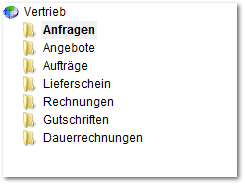 Vertrieb
Anfragen
Angebote
Aufträge
Lieferschein
Rechnungen
Gutschriften
Dauerrechnungen